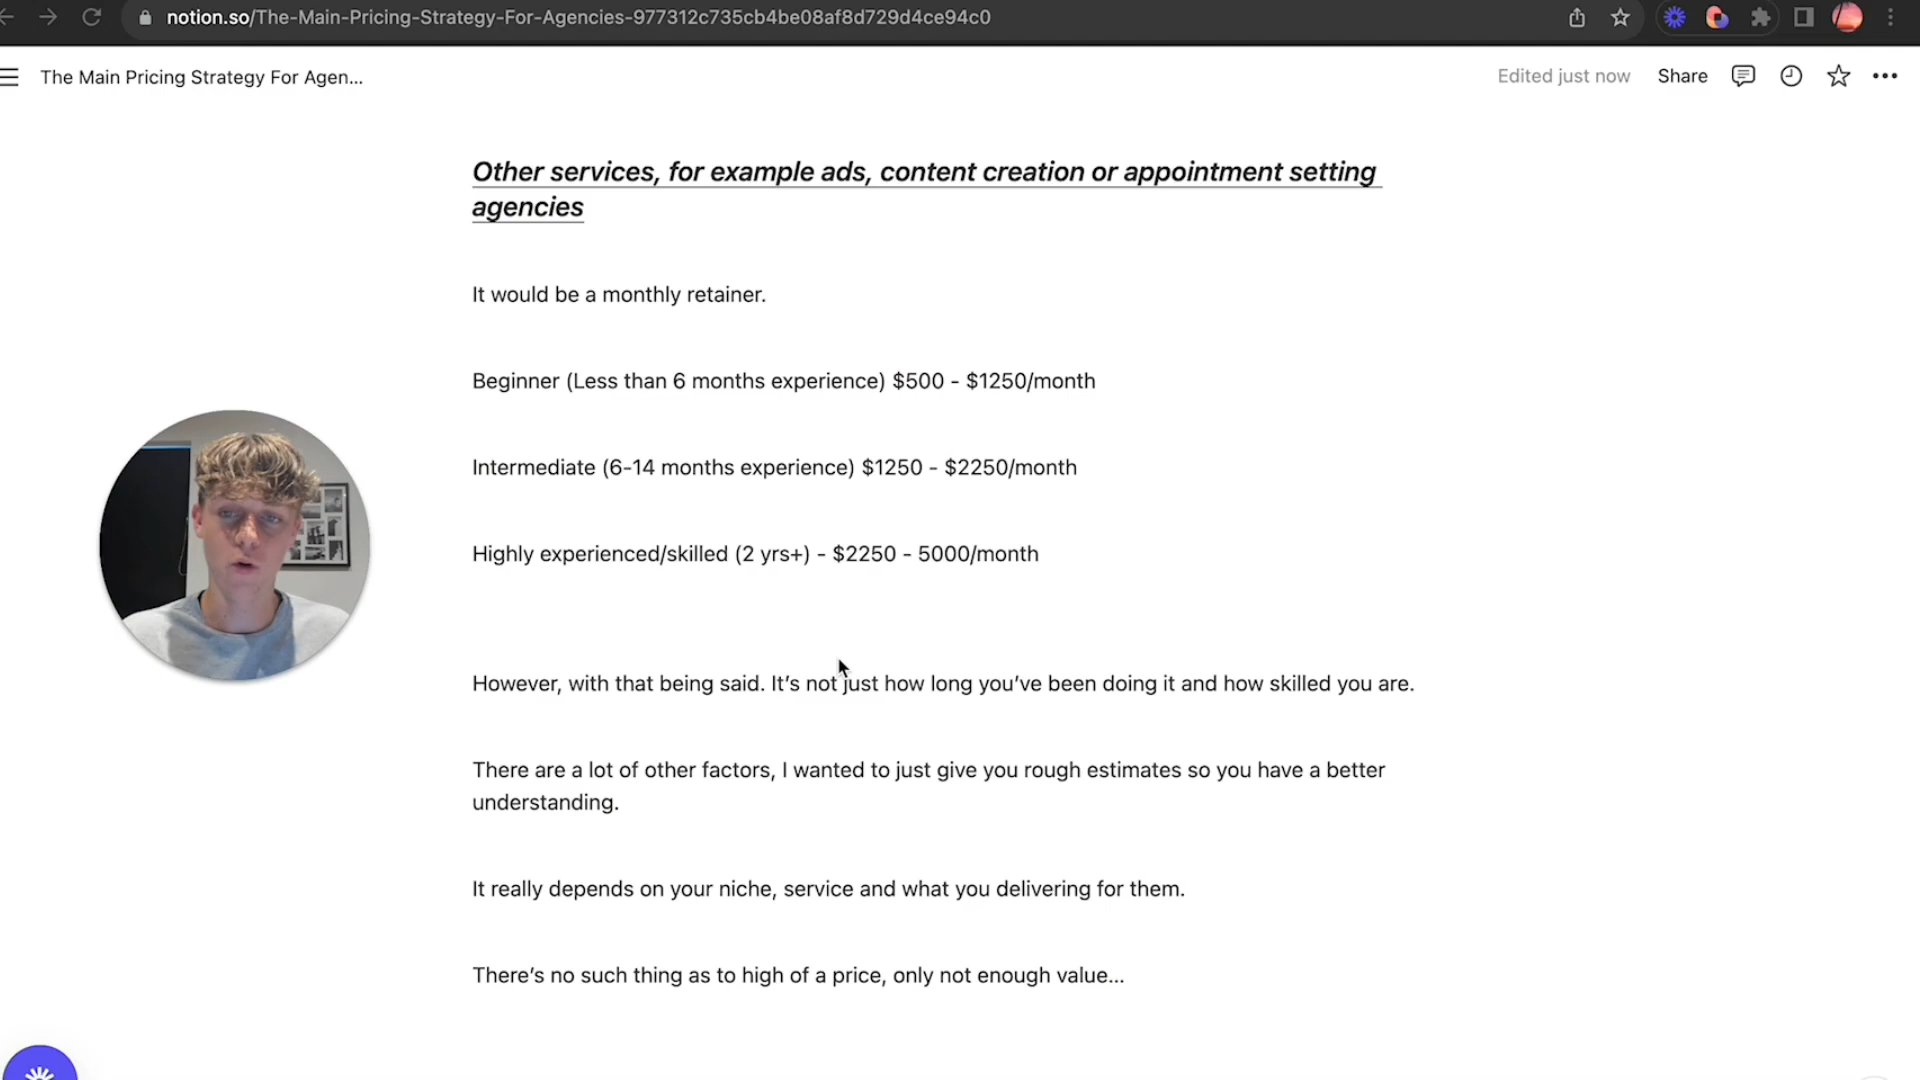 notion.so/The-Main-Pricing-Strategy-For-Agencies-977312c735cb4be08af8d729d4ce94c0
The Main Pricing Strategy For Agen...
Edited just now
Share
Other services, for example ads, content creation or appointment setting
agencies
It would be a monthly retainer.
Beginner (Less than 6 months experience) $500 - $1250/month
Intermediate (6-14 months experience) $1250 - $2250/month
Highly experienced/skilled (2 yrs+) - $2250 - 5000/month
However, with that being said. It’s not just how long you’ve been doing it and how skilled you are.
There are a lot of other factors, I wanted to just give you rough estimates so you have a better
understanding.
It really depends on your niche, service and what you delivering for them.
There’s no such thing as to high of a price, only not enough value...